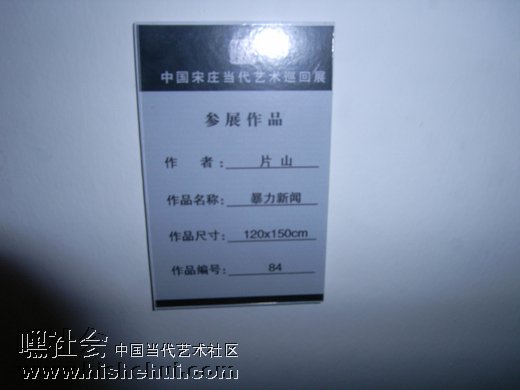 中国宋庄当代艺术巡回展
参展作品
作 者: 片山
作品名称: 暴力新闻
作品尺寸: 120x150cm
作品编号: 84
嘿社会 中国当代艺术社区
www.hishehui.com